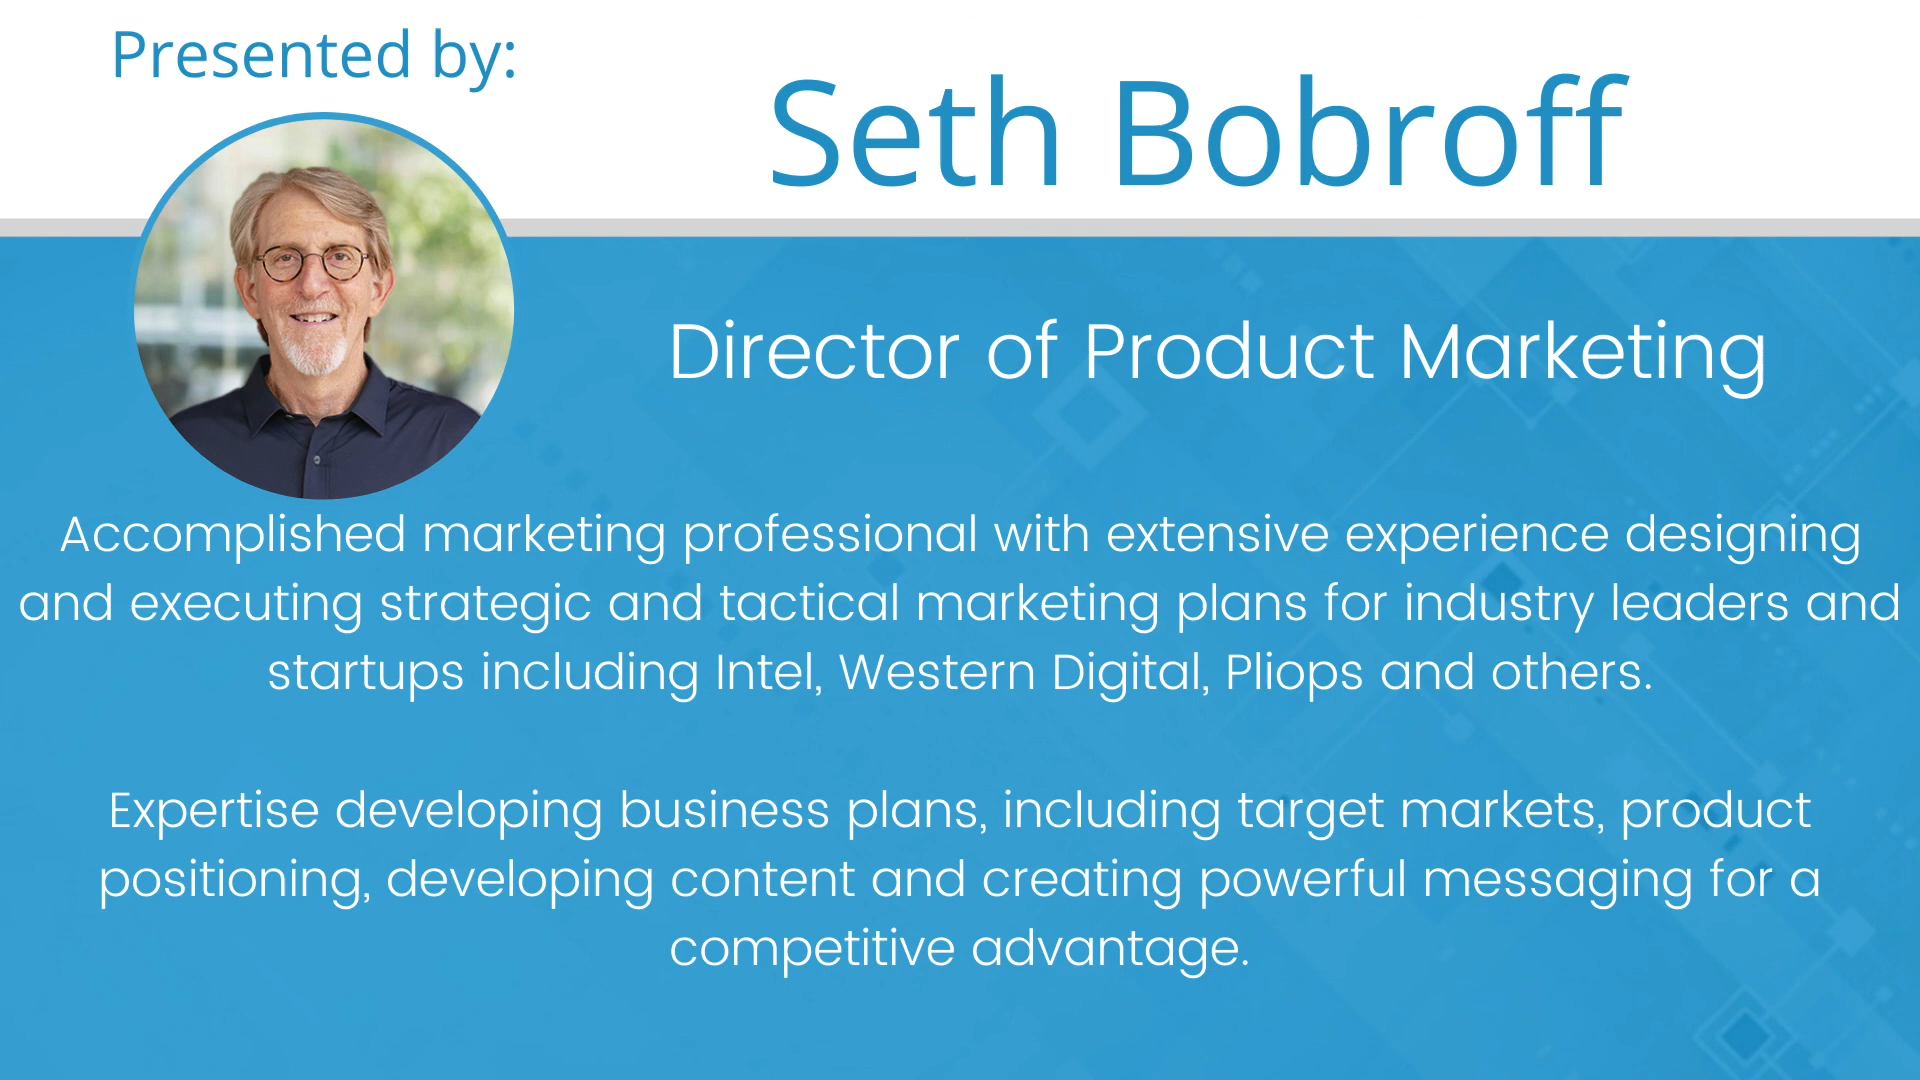 Presented by:
Seth Bobroff
Director of Product Marketing
Accomplished marketing professional with extensive experience designing
and executing strategic and tactical marketing plans for industry leaders and
startups including Intel, Western Digital, Pliops and others.
Expertise developing business plans, including target markets, product
positioning, developing content and creating powerful messaging for a
competitive advantage.